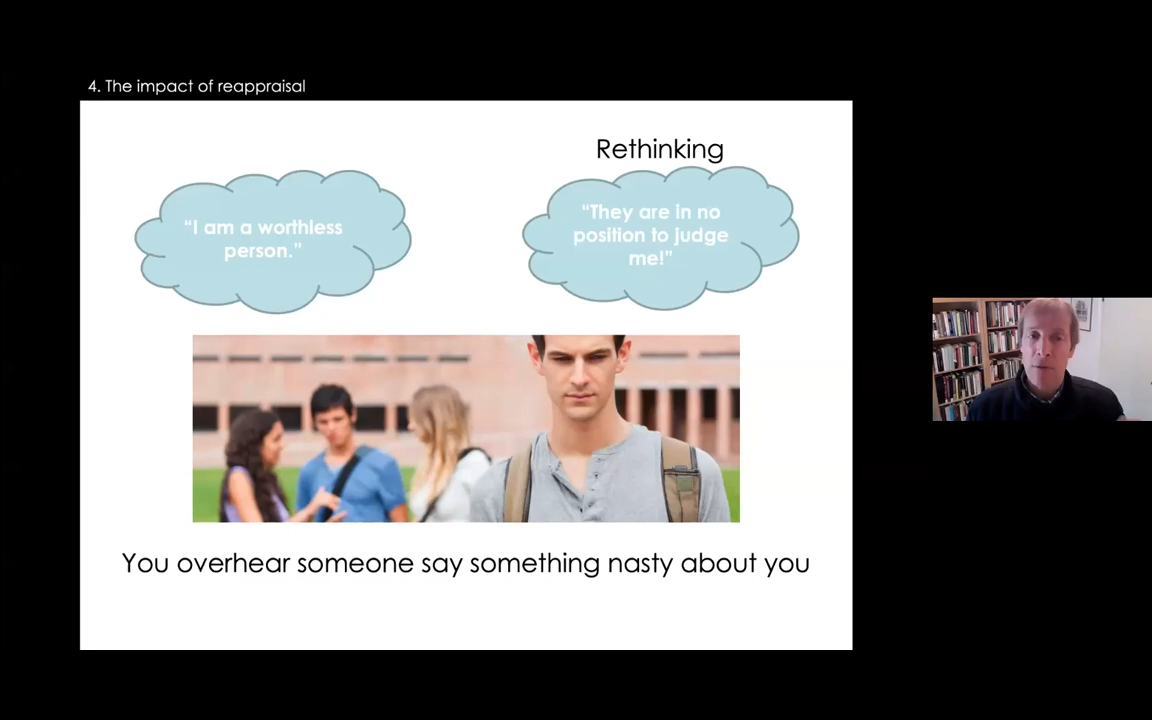 4. The impact of reappraisal
Rethinking
“I am a worthless
person.”
“They are in no
position to judge
me!”
You overhear someone say something nasty about you